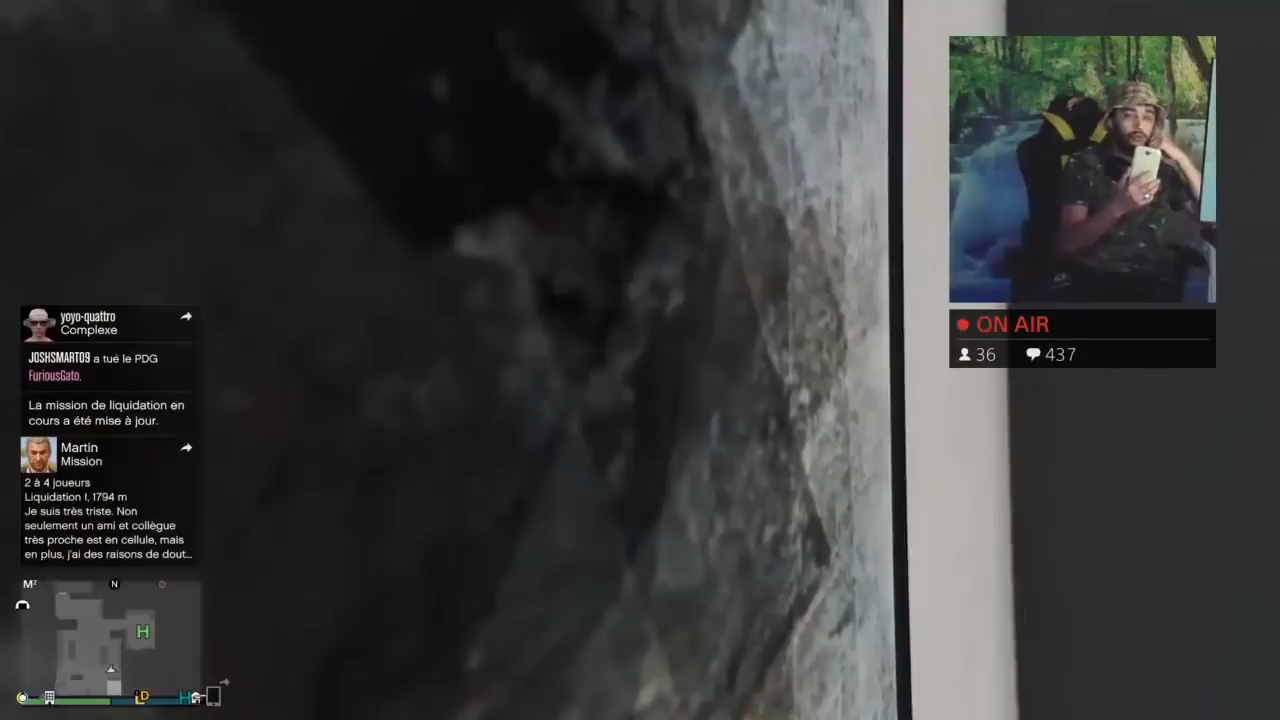 yoyo-quattro
Complexe
JOSHSMART09 a tué le PDG
FuriousGato.
La mission de liquidation en
cours a été mise à jour.
Martin
Mission
2 à 4 joueurs
Liquidation I, 1794 m
Je suis très triste. Non
seulement un ami et collègue
très proche est en cellule, mais
en plus, j'ai des raisons de dout...
N
H
D
H
ON AIR
36 437